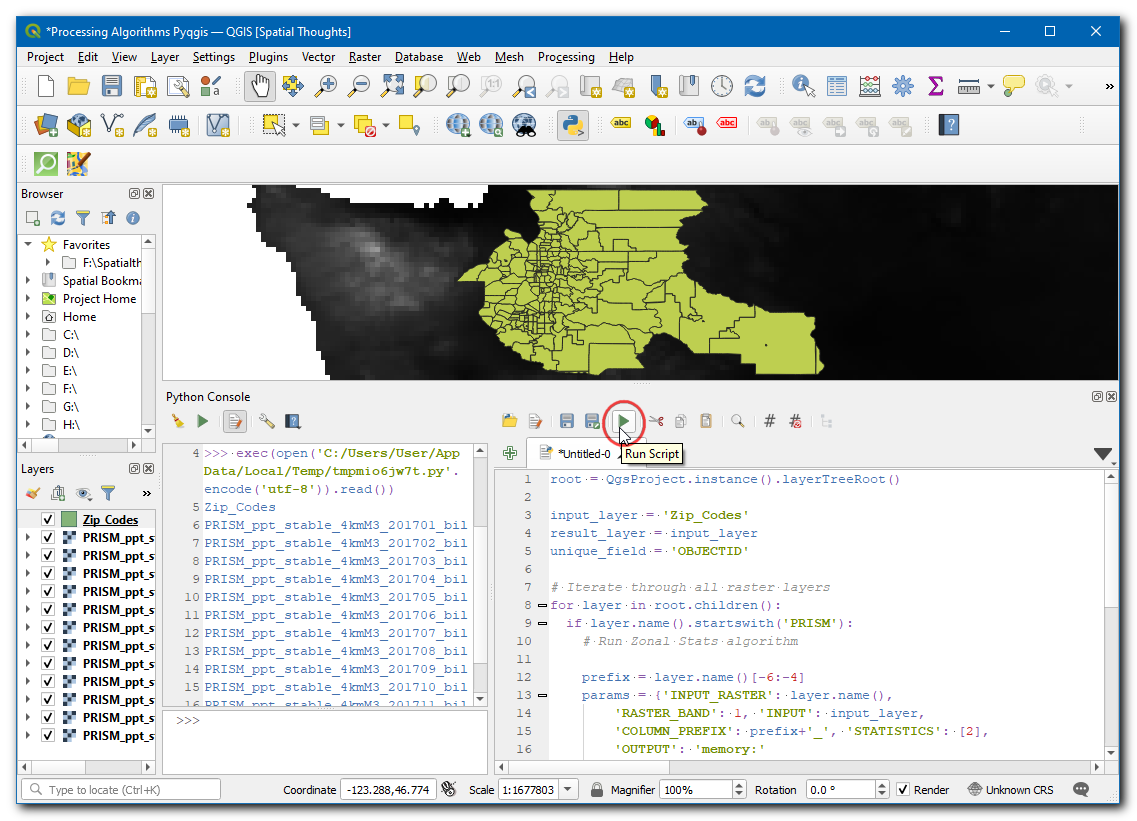 *Processing Algorithms Pyqgis — QGIS [Spatial Thoughts]
Project Edit View Layer Settings Plugins Vector Raster Database Web Mesh Processing Help
Browser
Favorites
F:\Spatialth
Spatial Bookma
Project Home
Home
C:\
D:\
E:\
F:\
G:\
H:\
Layers
Zip_Codes
PRISM_ppt_s
PRISM_ppt_s
PRISM_ppt_s
PRISM_ppt_s
PRISM_ppt_s
PRISM_ppt_s
PRISM_ppt_s
PRISM_ppt_s
PRISM_ppt_s
PRISM_ppt_s
PRISM_ppt_s
PRISM_ppt_s
Python Console
4 >>> exec(open('C:/Users/User/App
Data/Local/Temp/tmpmio6jw7t.py'.
encode('utf-8')).read())
5 Zip_Codes
6 PRISM_ppt_stable_4kmM3_201701_bil
7 PRISM_ppt_stable_4kmM3_201702_bil
8 PRISM_ppt_stable_4kmM3_201703_bil
9 PRISM_ppt_stable_4kmM3_201704_bil
10 PRISM_ppt_stable_4kmM3_201705_bil
11 PRISM_ppt_stable_4kmM3_201706_bil
12 PRISM_ppt_stable_4kmM3_201707_bil
13 PRISM_ppt_stable_4kmM3_201708_bil
14 PRISM_ppt_stable_4kmM3_201709_bil
15 PRISM_ppt_stable_4kmM3_201710_bil
16 PRISM_ppt_stable_4kmM3_201711_bil
>>>
*Untitled-0
Run Script
1 root = QgsProject.instance().layerTreeRoot()
2
3 input_layer = 'Zip_Codes'
4 result_layer = input_layer
5 unique_field = 'OBJECTID'
6
7 # Iterate through all raster layers
8 for layer in root.children():
9 if layer.name().startswith('PRISM'):
10 # Run Zonal Stats algorithm
11
12 prefix = layer.name()[-6:-4]
13 params = {'INPUT_RASTER': layer.name(),
14 'RASTER_BAND': 1, 'INPUT': input_layer,
15 'COLUMN_PREFIX': prefix+'_', 'STATISTICS': [2],
16 'OUTPUT': 'memory:'
Type to locate (Ctrl+K) Coordinate -123.288,46.774 Scale 1:1677803 Magnifier 100% Rotation 0.0 ° Render Unknown CRS